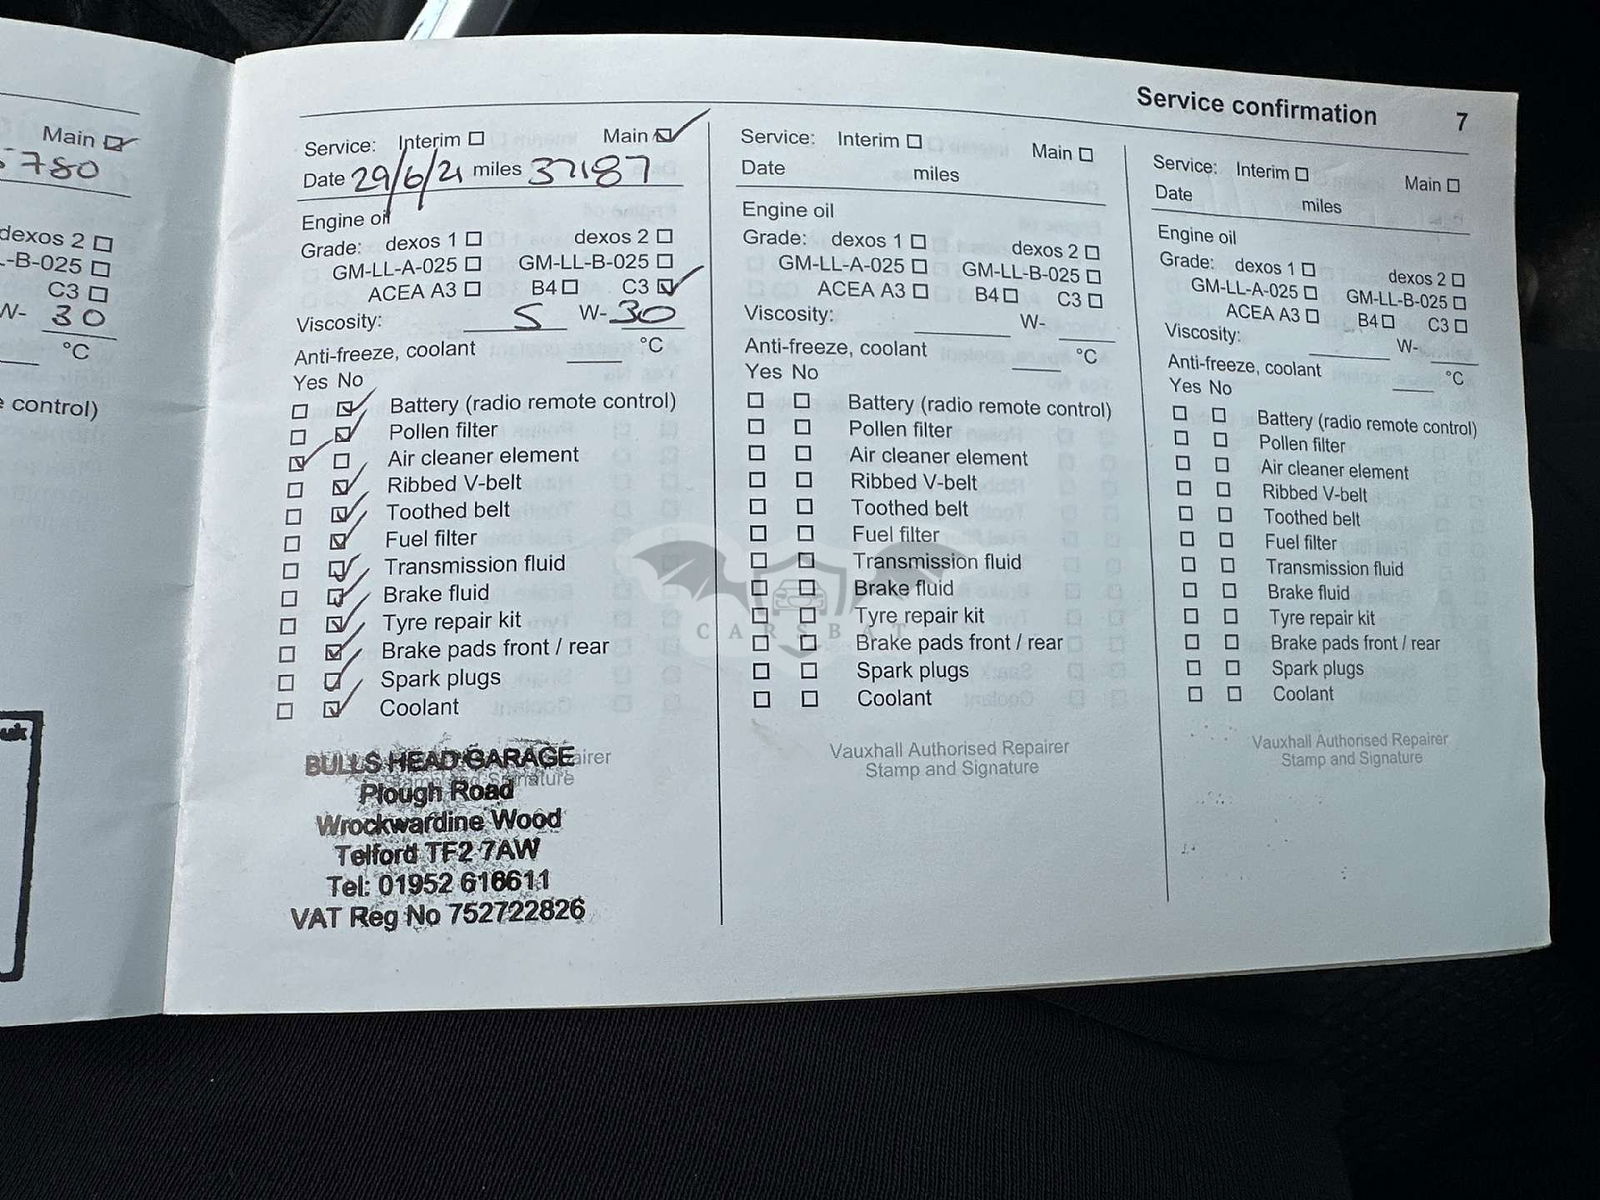 Service confirmation 7
Main
780
dexos 2
-B-025
C3
W- 30
°C
control)
uk
Service: Interim Main
Date 29/6/21 miles 37187
Engine oil
Grade: dexos 1 dexos 2
GM-LL-A-025 GM-LL-B-025
ACEA A3 B4 C3
Viscosity: 5 W-30
Anti-freeze, coolant °C
Yes No
Battery (radio remote control)
Pollen filter
Air cleaner element
Ribbed V-belt
Toothed belt
Fuel filter
Transmission fluid
Brake fluid
Tyre repair kit
Brake pads front / rear
Spark plugs
Coolant
BULLS HEAD GARAGE
Plough Road
Wrockwardine Wood
Telford TF2 7AW
Tel: 01952 616611
VAT Reg No 752722826
Service: Interim Main
Date miles
Engine oil
Grade: dexos 1 dexos 2
GM-LL-A-025 GM-LL-B-025
ACEA A3 B4 C3
Viscosity: W-
Anti-freeze, coolant °C
Yes No
Battery (radio remote control)
Pollen filter
Air cleaner element
Ribbed V-belt
Toothed belt
Fuel filter
Transmission fluid
Brake fluid
Tyre repair kit
Brake pads front / rear
Spark plugs
Coolant
Vauxhall Authorised Repairer
Stamp and Signature
Service: Interim Main
Date miles
Engine oil
Grade: dexos 1 dexos 2
GM-LL-A-025 GM-LL-B-025
ACEA A3 B4 C3
Viscosity: W-
Anti-freeze, coolant °C
Yes No
Battery (radio remote control)
Pollen filter
Air cleaner element
Ribbed V-belt
Toothed belt
Fuel filter
Transmission fluid
Brake fluid
Tyre repair kit
Brake pads front / rear
Spark plugs
Coolant
Vauxhall Authorised Repairer
Stamp and Signature
CARSBAT